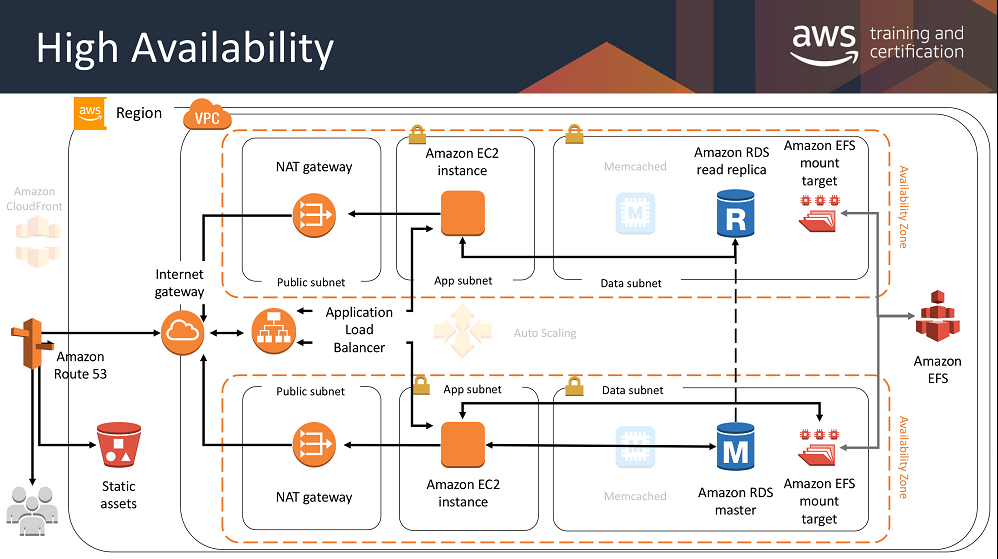 High Availability
aws training and
certification
aws
Region
VPC
Amazon
CloudFront
NAT gateway
Amazon EC2
instance
Memcached
Amazon RDS
read replica
Amazon EFS
mount
target
M
R
Availability Zone
Internet
gateway
Public subnet
App subnet
Data subnet
Application
Load
Balancer
Auto Scaling
Amazon
Route 53
Amazon
EFS
Public subnet
App subnet
Data subnet
M
M
Availability Zone
Static
assets
NAT gateway
Amazon EC2
instance
Memcached
Amazon RDS
master
Amazon EFS
mount
target